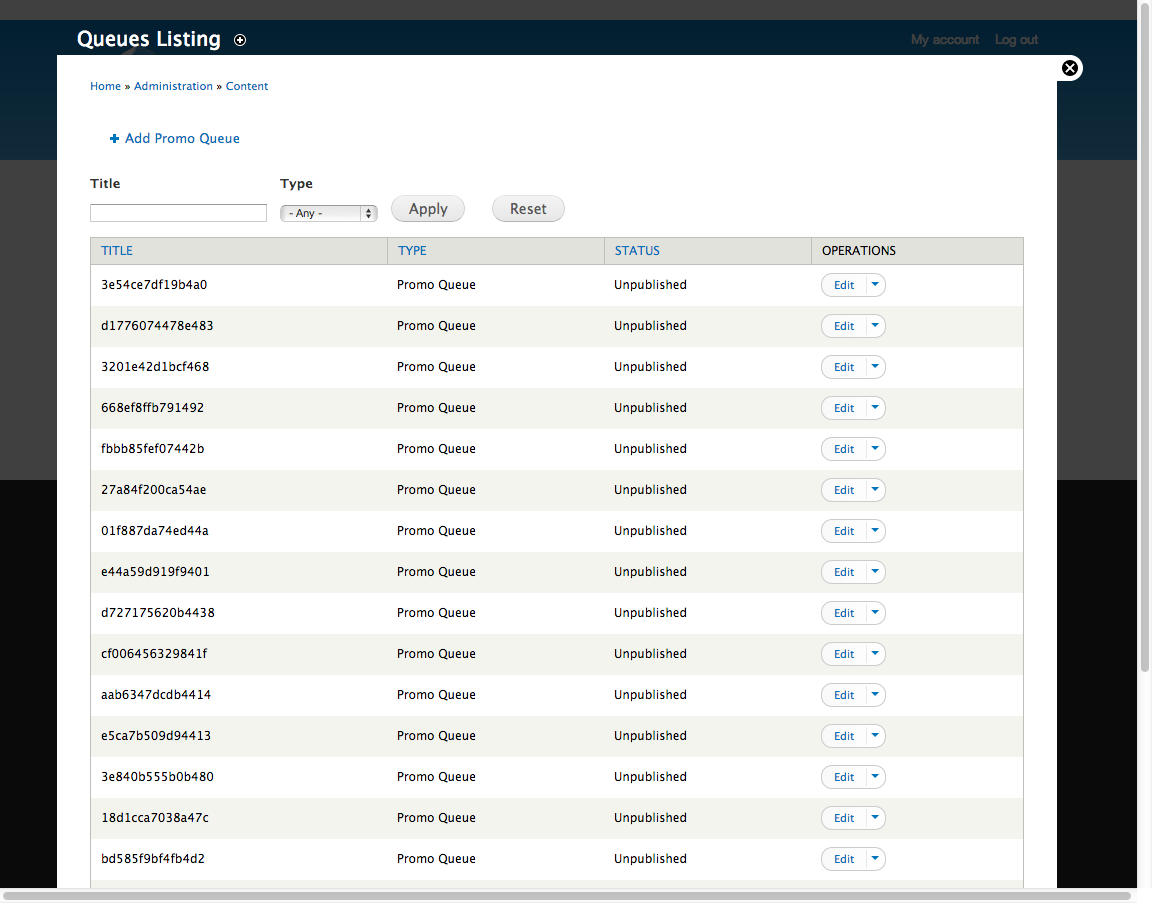 Queues Listing
My account Log out
Home » Administration » Content
Add Promo Queue
Title Type
- Any - Apply Reset
TITLE TYPE STATUS OPERATIONS
3e54ce7df19b4a0 Promo Queue Unpublished Edit
d1776074478e483 Promo Queue Unpublished Edit
3201e42d1bcf468 Promo Queue Unpublished Edit
668ef8ffb791492 Promo Queue Unpublished Edit
fbbb85fef07442b Promo Queue Unpublished Edit
27a84f200ca54ae Promo Queue Unpublished Edit
01f887da74ed44a Promo Queue Unpublished Edit
e44a59d919f9401 Promo Queue Unpublished Edit
d727175620b4438 Promo Queue Unpublished Edit
cf006456329841f Promo Queue Unpublished Edit
aab6347dcdb4414 Promo Queue Unpublished Edit
e5ca7b509d94413 Promo Queue Unpublished Edit
3e840b555b0b480 Promo Queue Unpublished Edit
18d1cca7038a47c Promo Queue Unpublished Edit
bd585f9bf4fb4d2 Promo Queue Unpublished Edit